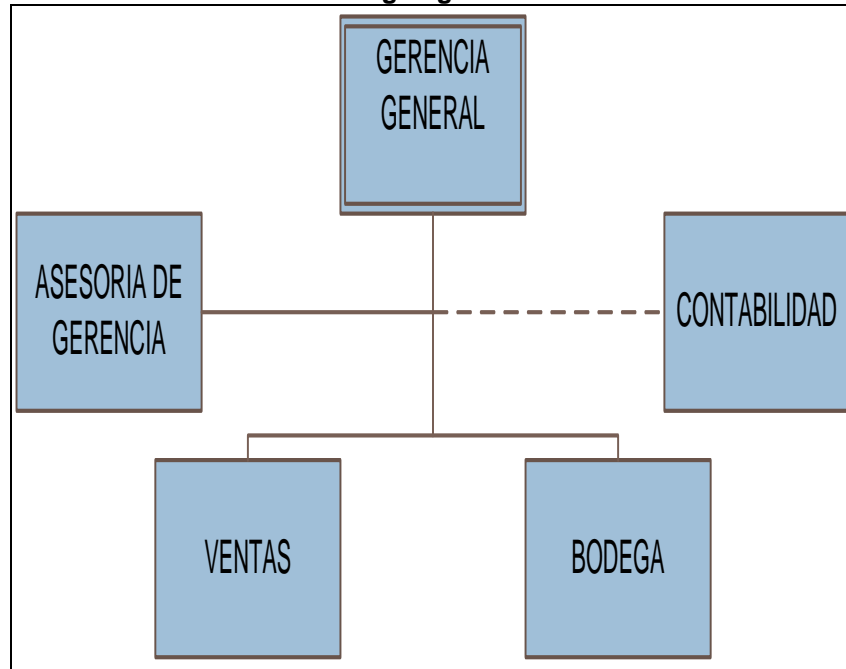 GERENCIA
GENERAL
ASESORIA DE
GERENCIA
CONTABILIDAD
VENTAS
BODEGA